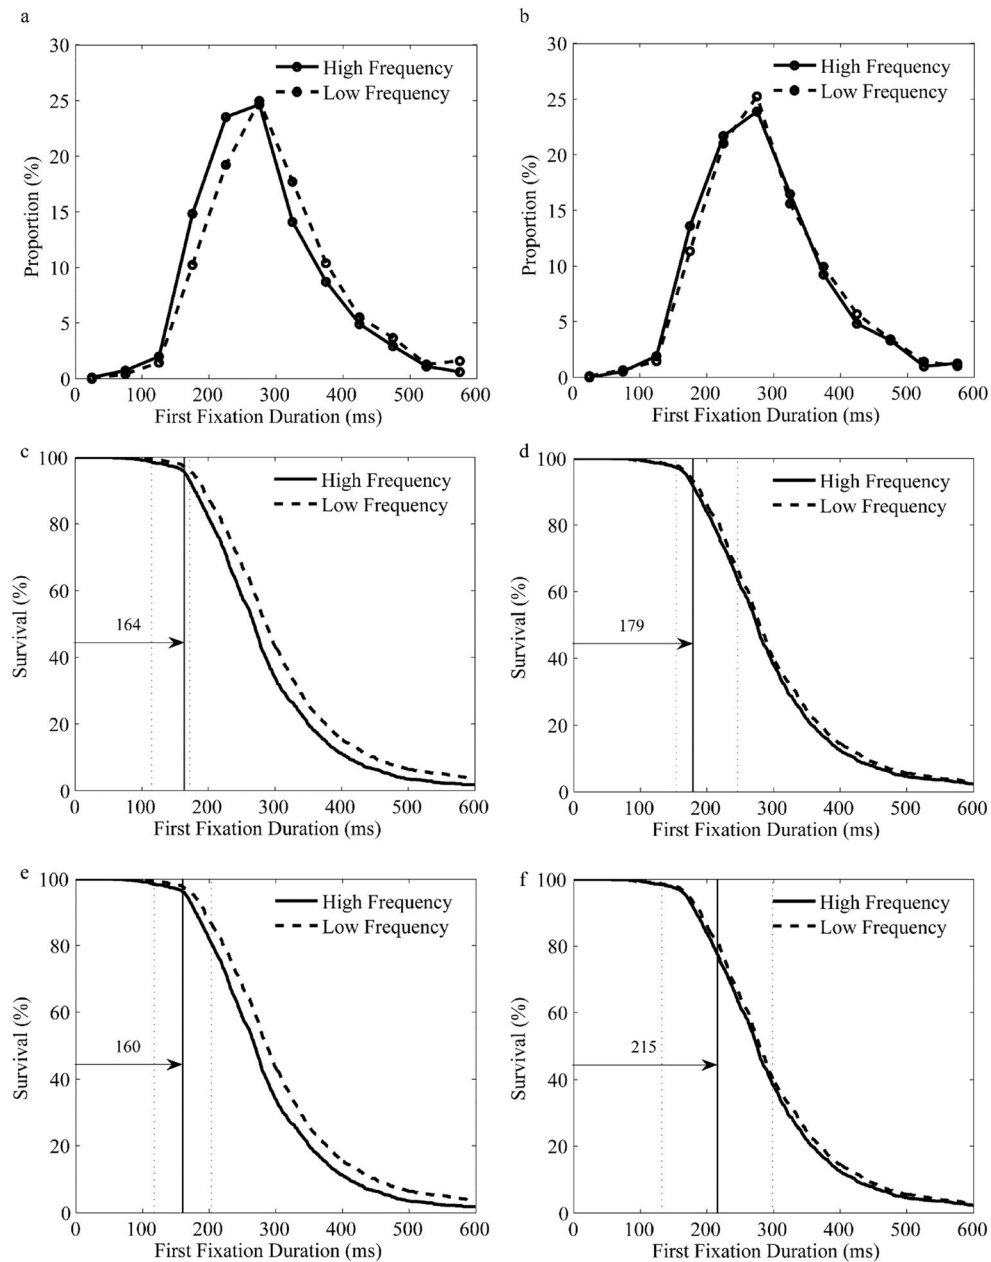 a
30
25
20
15
10
5
0
Proportion (%)
High Frequency
Low Frequency
0 100 200 300 400 500 600
First Fixation Duration (ms)
b
30
25
20
15
10
5
0
Proportion (%)
High Frequency
Low Frequency
0 100 200 300 400 500 600
First Fixation Duration (ms)
c
100
80
60
40
20
0
Survival (%)
High Frequency
Low Frequency
164
0 100 200 300 400 500 600
First Fixation Duration (ms)
d
100
80
60
40
20
0
Survival (%)
High Frequency
Low Frequency
179
0 100 200 300 400 500 600
First Fixation Duration (ms)
e
100
80
60
40
20
0
Survival (%)
High Frequency
Low Frequency
160
0 100 200 300 400 500 600
First Fixation Duration (ms)
f
100
80
60
40
20
0
Survival (%)
High Frequency
Low Frequency
215
0 100 200 300 400 500 600
First Fixation Duration (ms)